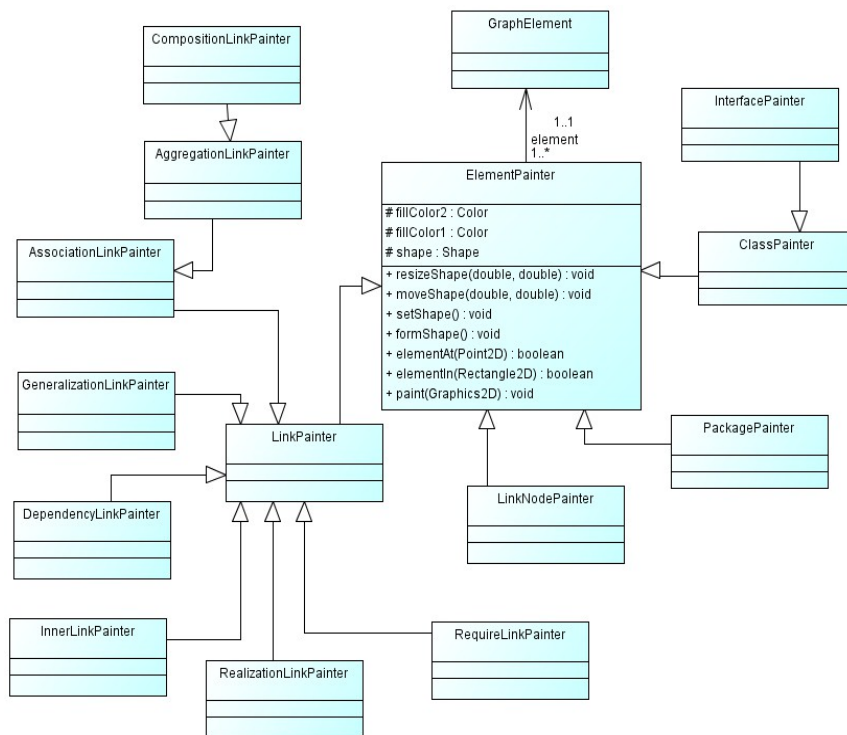 GraphElement
CompositionLinkPainter
InterfacePainter
1..1
element
1..*
AggregationLinkPainter
ElementPainter
# fillColor2 : Color
# fillColor1 : Color
# shape : Shape
AssociationLinkPainter
ClassPainter
+ resizeShape(double, double) : void
+ moveShape(double, double) : void
+ setShape() : void
+ formShape() : void
+ elementAt(Point2D) : boolean
+ elementIn(Rectangle2D) : boolean
+ paint(Graphics2D) : void
GeneralizationLinkPainter
LinkPainter
PackagePainter
LinkNodePainter
DependencyLinkPainter
InnerLinkPainter
RequireLinkPainter
RealizationLinkPainter